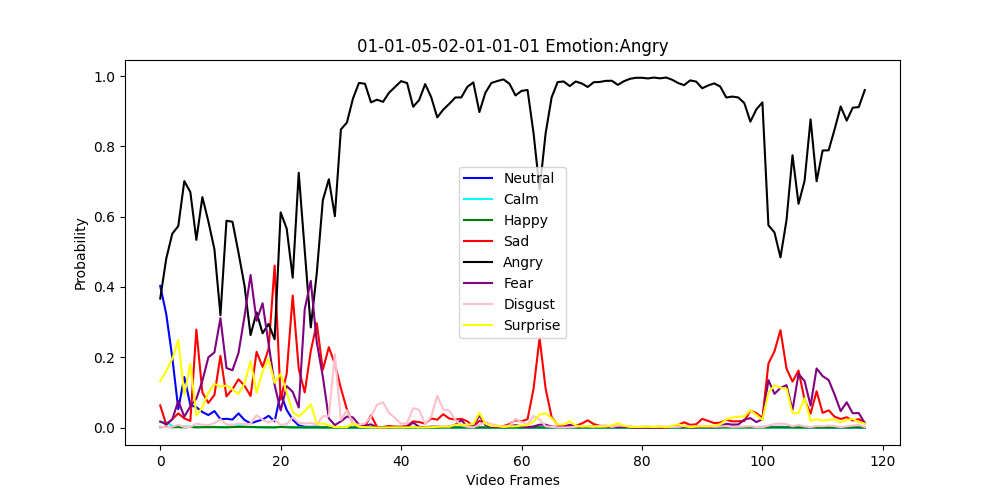 01-01-05-02-01-01-01 Emotion:Angry
Probability
1.0
0.8
0.6
0.4
0.2
0.0
Neutral
Calm
Happy
Sad
Angry
Fear
Disgust
Surprise
0 20 40 60 80 100 120
Video Frames